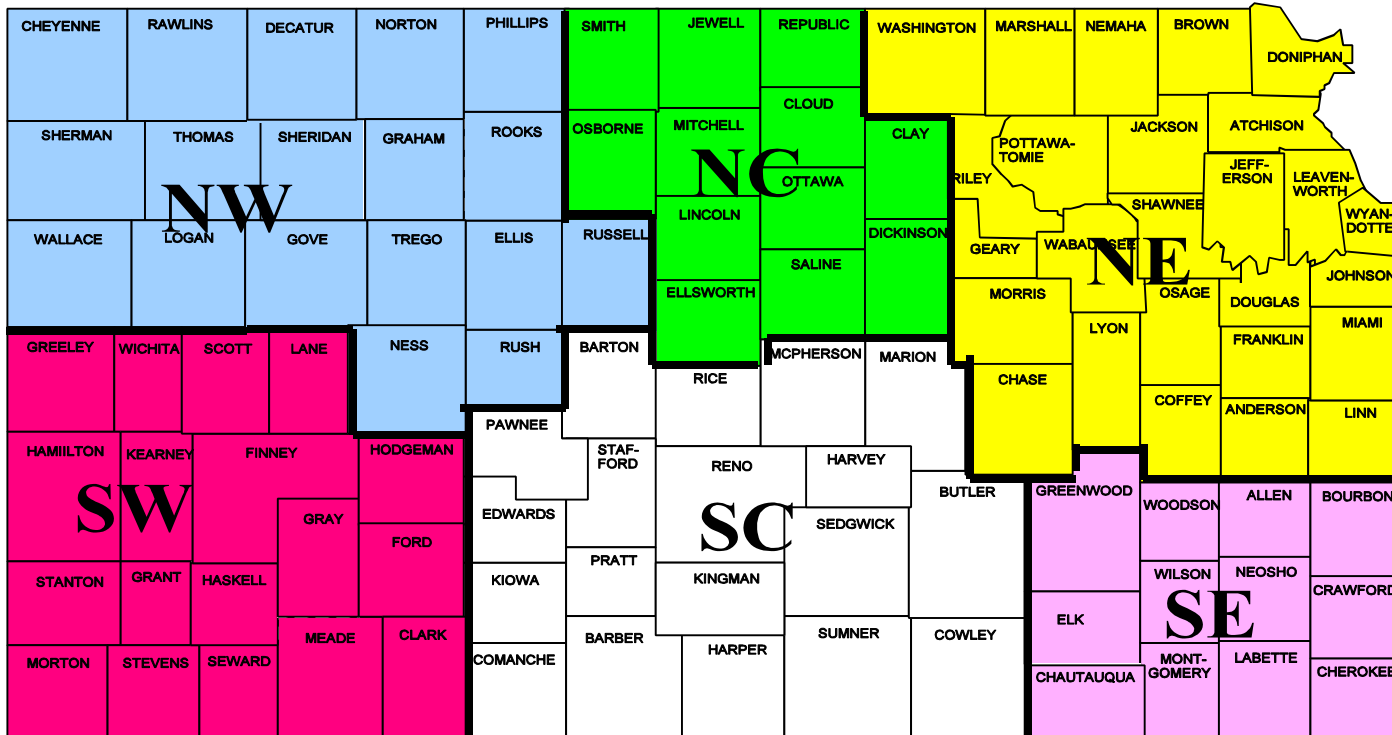 CHEYENNE
RAWLINS
DECATUR
NORTON
PHILLIPS
SMITH
JEWELL
REPUBLIC
WASHINGTON
MARSHALL
NEMAHA
BROWN
DONIPHAN
SHERMAN
THOMAS
SHERIDAN
GRAHAM
ROOKS
OSBORNE
MITCHELL
CLOUD
CLAY
POTTAWA-
TOMIE
JACKSON
ATCHISON
NW
NC
OTTAWA
RILEY
JEFF-
ERSON
LEAVEN-
WORTH
WYAN-
DOTTE
SHAWNEE
WALLACE
LOGAN
GOVE
TREGO
ELLIS
RUSSELL
LINCOLN
DICKINSON
GEARY
WABAUNSEE
NE
SALINE
ELLSWORTH
MORRIS
OSAGE
DOUGLAS
JOHNSON
LYON
FRANKLIN
MIAMI
GREELEY
WICHITA
SCOTT
LANE
NESS
RUSH
BARTON
RICE
MCPHERSON
MARION
CHASE
COFFEY
ANDERSON
LINN
HAMIILTON
KEARNEY
FINNEY
HODGEMAN
PAWNEE
STAF-
FORD
RENO
HARVEY
BUTLER
GREENWOOD
WOODSON
ALLEN
BOURBON
SW
GRAY
FORD
EDWARDS
SC
SEDGWICK
STANTON
GRANT
HASKELL
KIOWA
PRATT
KINGMAN
WILSON
NEOSHO
CRAWFORD
SE
ELK
MEADE
CLARK
BARBER
HARPER
SUMNER
COWLEY
MORTON
STEVENS
SEWARD
COMANCHE
CHAUTAUQUA
MONT-
GOMERY
LABETTE
CHEROKEE